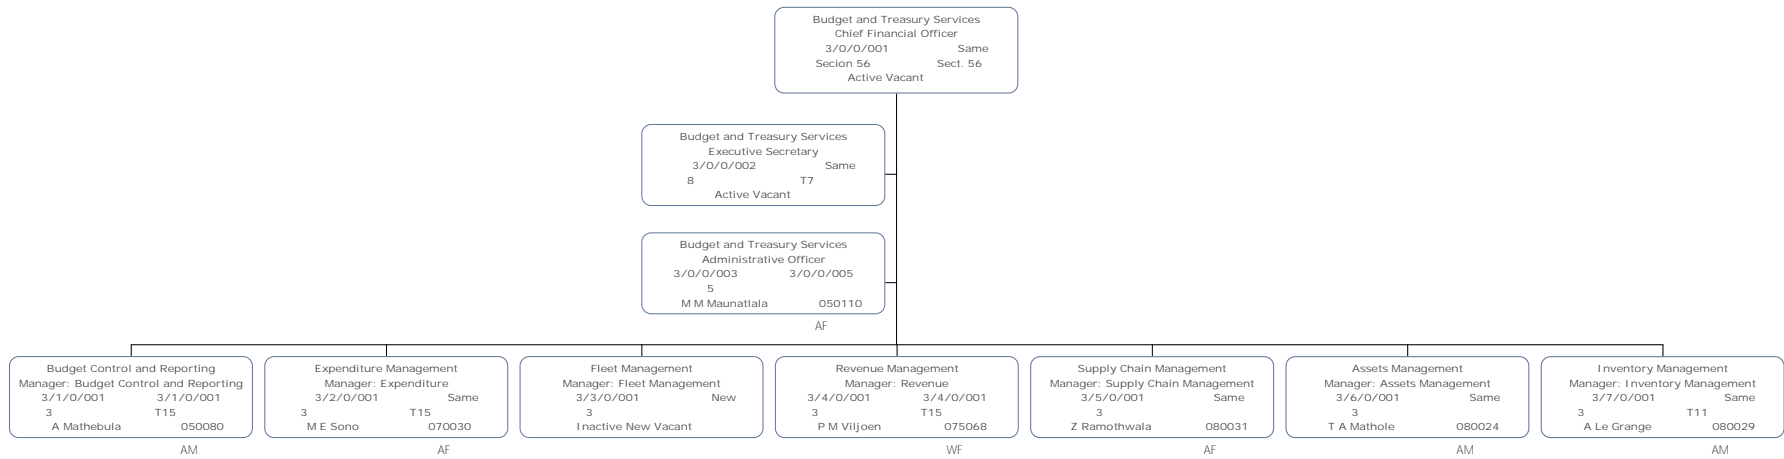 Budget and Treasury Services
Chief Financial Officer
3/0/0/001 Same
Secion 56 Sect. 56
Active Vacant
Budget and Treasury Services
Executive Secretary
3/0/0/002 Same
8 T7
Active Vacant
Budget and Treasury Services
Administrative Officer
3/0/0/003 3/0/0/005
5
M M Maunatlala 050110
AF
Budget Control and Reporting
Manager: Budget Control and Reporting
3/1/0/001 3/1/0/001
3 T15
A Mathebula 050080
AM
Expenditure Management
Manager: Expenditure
3/2/0/001 Same
3 T15
M E Sono 070030
AF
Fleet Management
Manager: Fleet Management
3/3/0/001 New
3
Inactive New Vacant
Revenue Management
Manager: Revenue
3/4/0/001 3/4/0/001
3 T15
P M Viljoen 075068
WF
Supply Chain Management
Manager: Supply Chain Management
3/5/0/001 Same
3
Z Ramothwala 080031
AF
Assets Management
Manager: Assets Management
3/6/0/001 Same
3
T A Mathole 080024
AM
Inventory Management
Manager: Inventory Management
3/7/0/001 Same
3 T11
A Le Grange 080029
AM